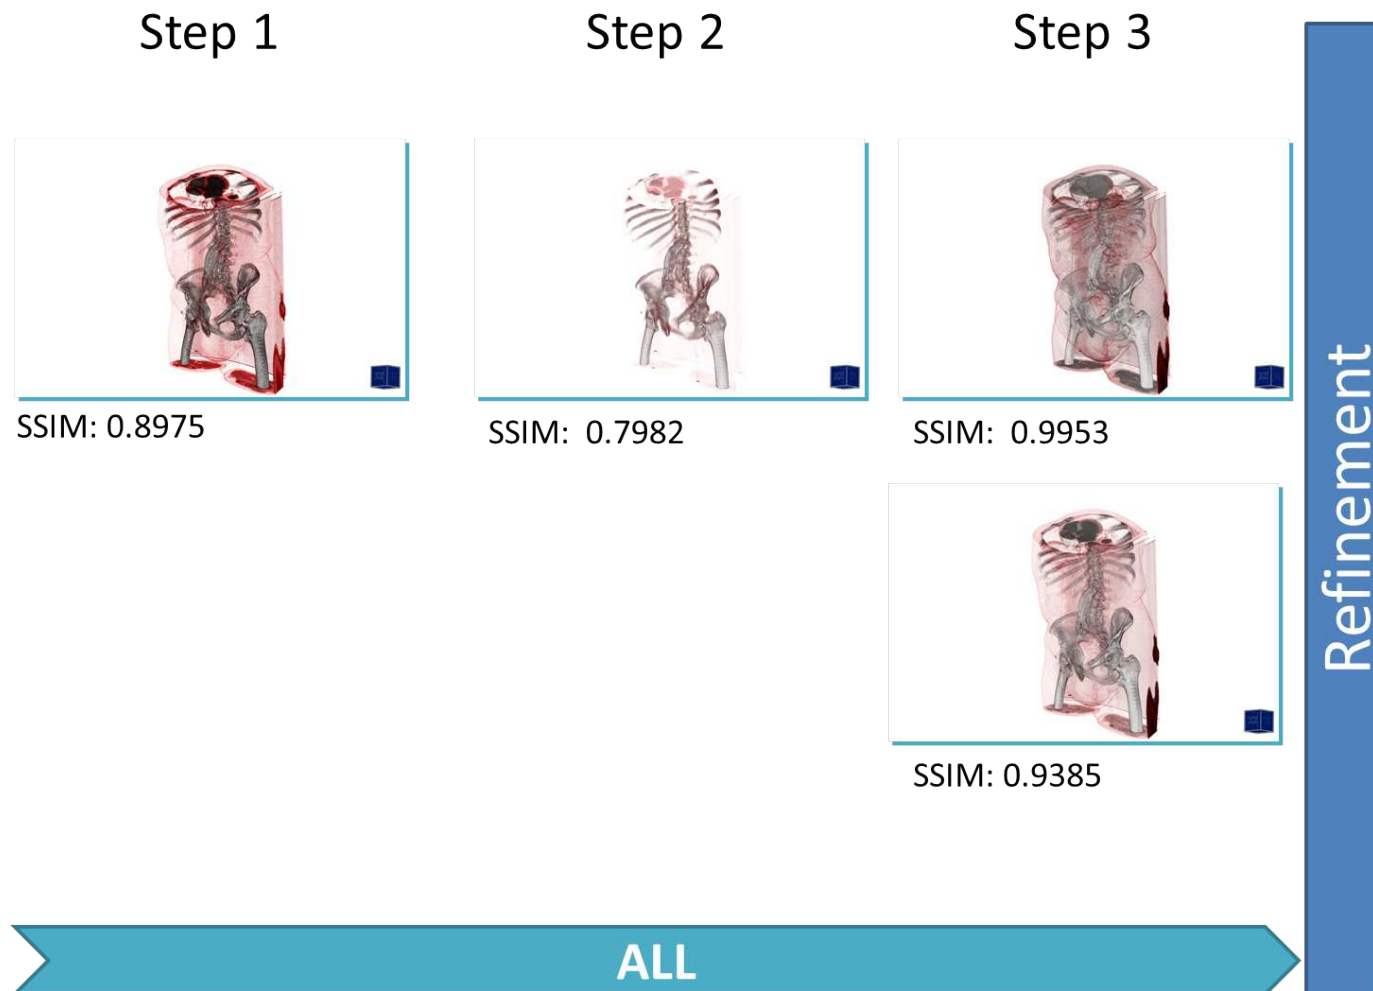 Step 1
Step 2
Step 3
SSIM: 0.8975
SSIM:  0.7982
SSIM:  0.9953
SSIM: 0.9385
Refinement
ALL